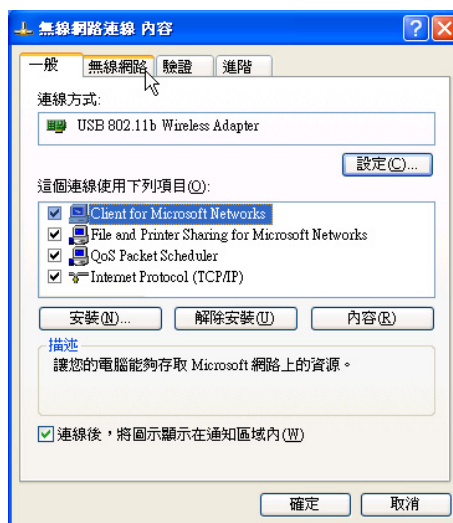 無線網路連線 內容
一般 無線網路 驗證 進階
連線方式:
USB 802.11b Wireless Adapter
設定(C)...
這個連線使用下列項目(O):
Client for Microsoft Networks
File and Printer Sharing for Microsoft Networks
QoS Packet Scheduler
Internet Protocol (TCP/IP)
安裝(N)... 解除安裝(U) 內容(R)
描述
讓您的電腦能夠存取 Microsoft 網路上的資源。
連線後，將圖示顯示在通知區域內(W)
確定 取消